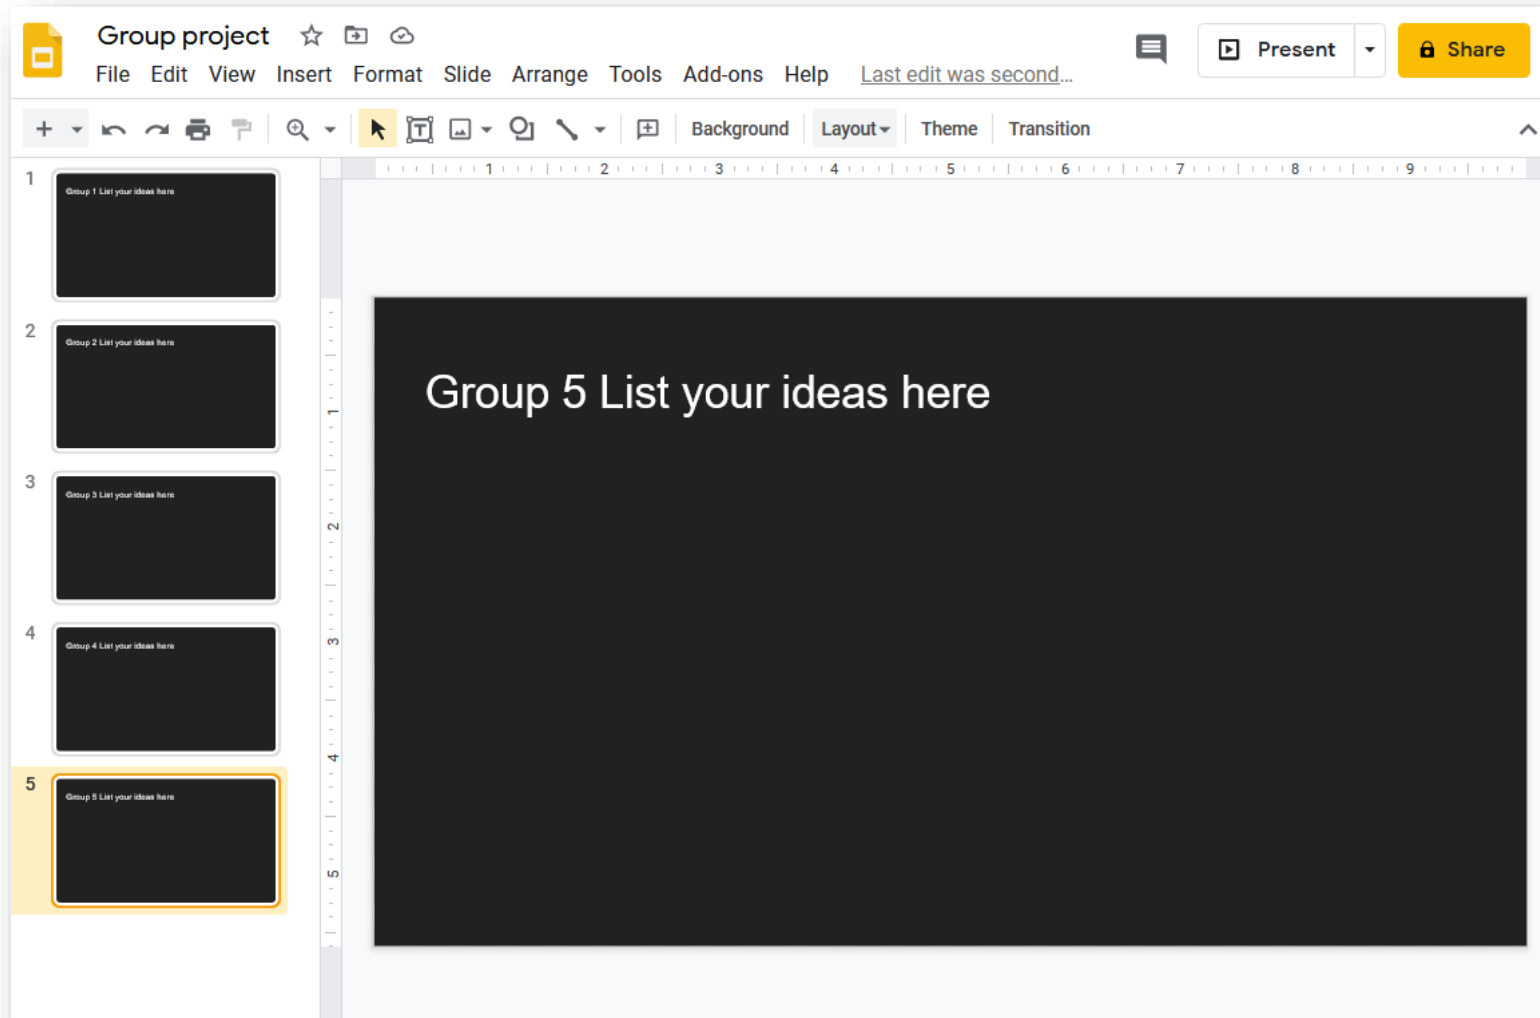 Group project
File Edit View Insert Format Slide Arrange Tools Add-ons Help Last edit was second...
Present
Share
Background Layout Theme Transition
1 2 3 4 5 6 7 8 9
1
Group 1 List your ideas here
2
Group 2 List your ideas here
3
Group 3 List your ideas here
4
Group 4 List your ideas here
5
Group 5 List your ideas here
1
2
3
4
5
Group 5 List your ideas here